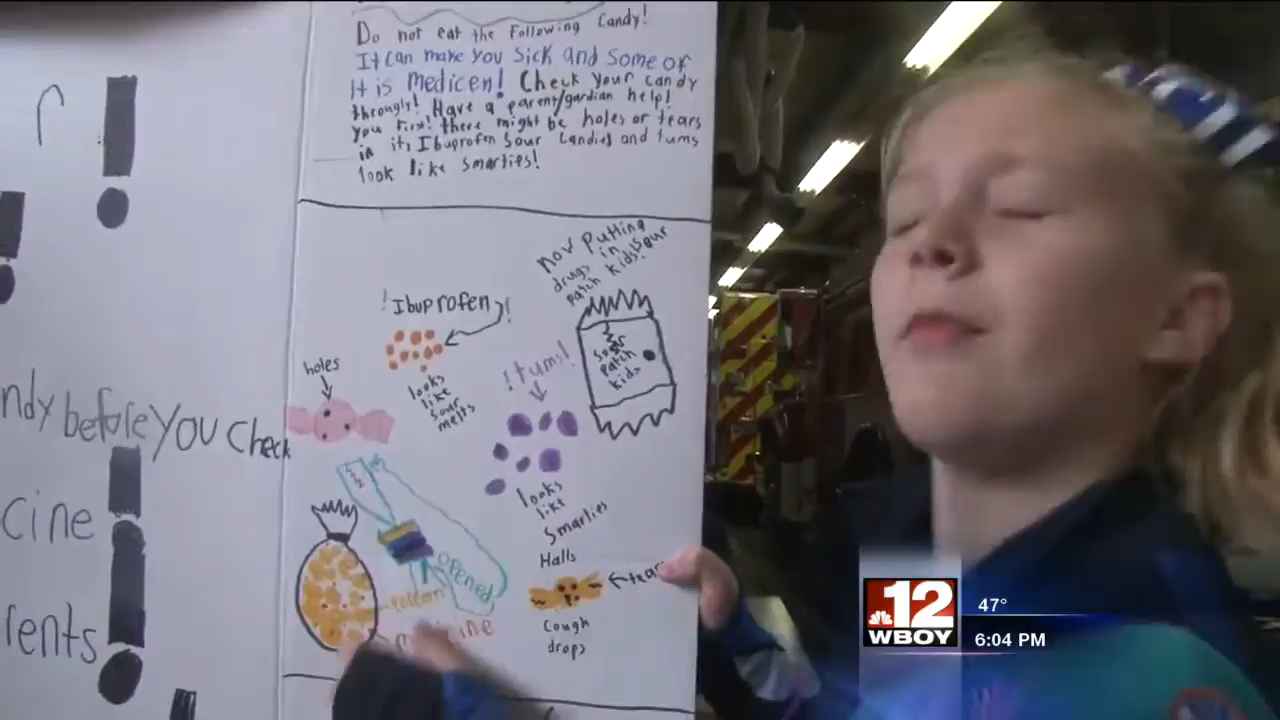 Do not eat the Following Candy!
It can make you Sick and Some of
It is Medicen! Check Your candy
throungly! Have a parent/gardian help!
you First! there might be holes or tears
in it, Ibuprofen Sour Candies and tums
look like Smarties!
now Putting
drugs in Sour
patch kids!
! Ibuprofen !
looks
like
sour
melts
holes
! tums!
Sour
Patch
kids
looks
like
Smarties
ndy before You Check
cine
rents
opened
medicine
Halls
tear
Cough
drops
12
WBOY
47°
6:04 PM